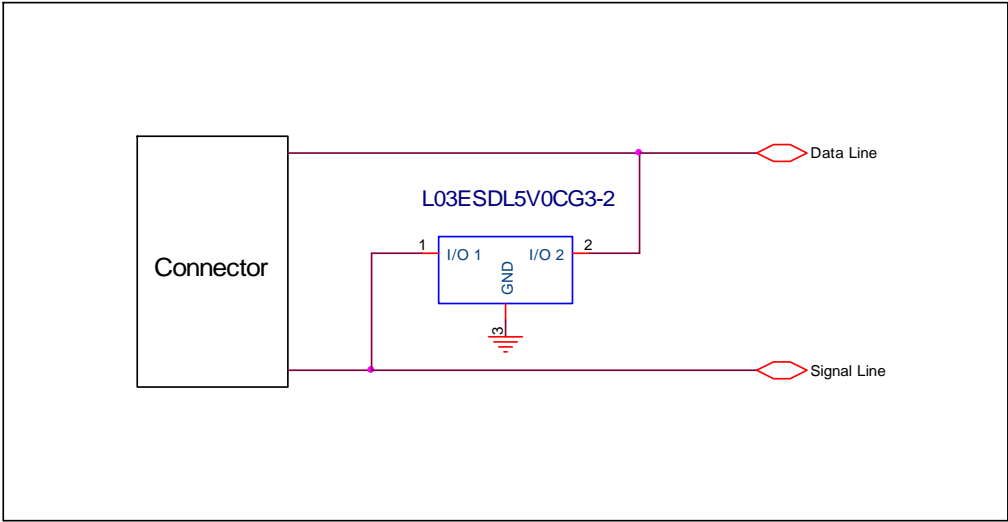 Data Line
L03ESDL5V0CG3-2
1 I/O 1 I/O 2 2
Connector
GND
3
Signal Line